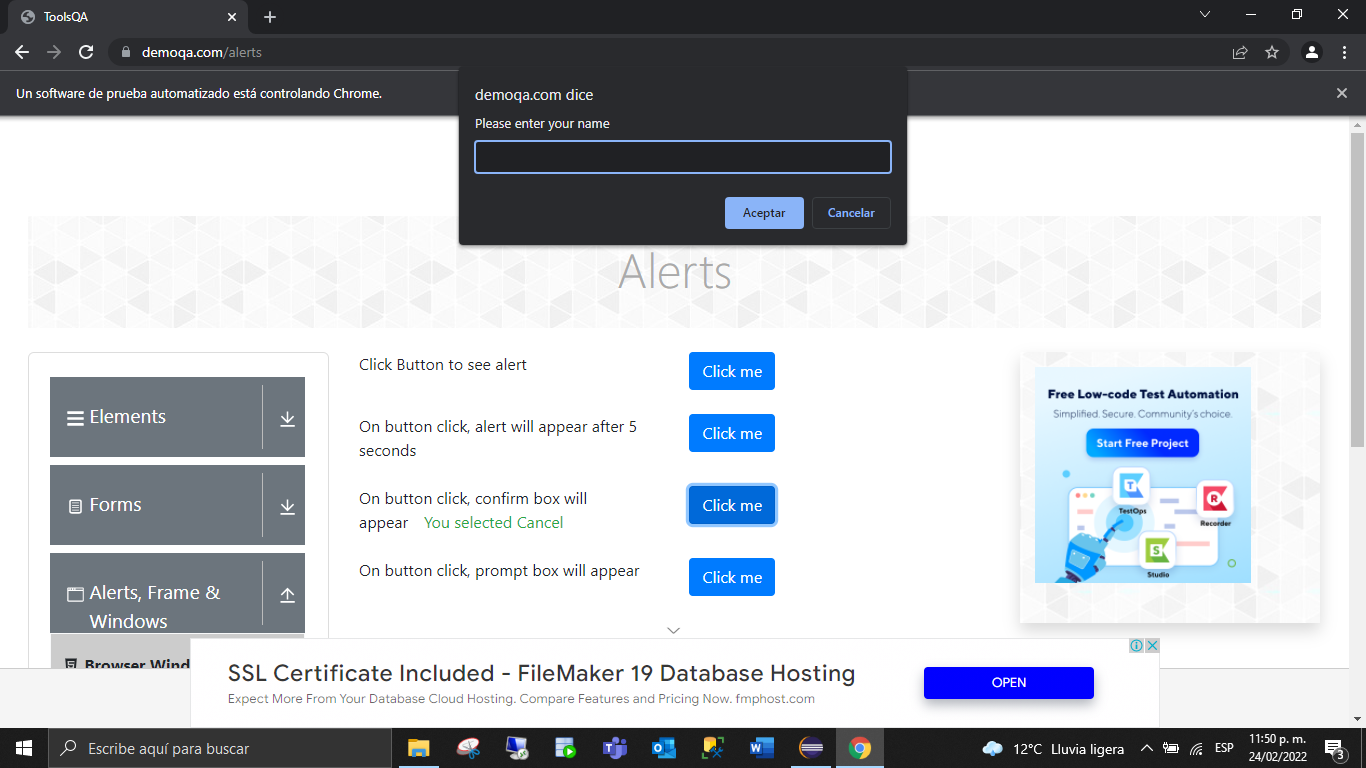 ToolsQA
demoqa.com/alerts
Un software de prueba automatizado está controlando Chrome.
demoqa.com dice
Please enter your name
Aceptar
Cancelar
Alerts
Elements
Forms
Alerts, Frame &
Windows
Browser Wind
Click Button to see alert
Click me
On button click, alert will appear after 5
seconds
Click me
On button click, confirm box will
appear You selected Cancel
Click me
On button click, prompt box will appear
Click me
Free Low-code Test Automation
Simplified. Secure. Community's choice.
Start Free Project
TestOps
Recorder
Studio
SSL Certificate Included - FileMaker 19 Database Hosting
Expect More From Your Database Cloud Hosting. Compare Features and Pricing Now. fmphost.com
OPEN
Escribe aquí para buscar
12°C Lluvia ligera
ESP
11:50 p. m.
24/02/2022
3